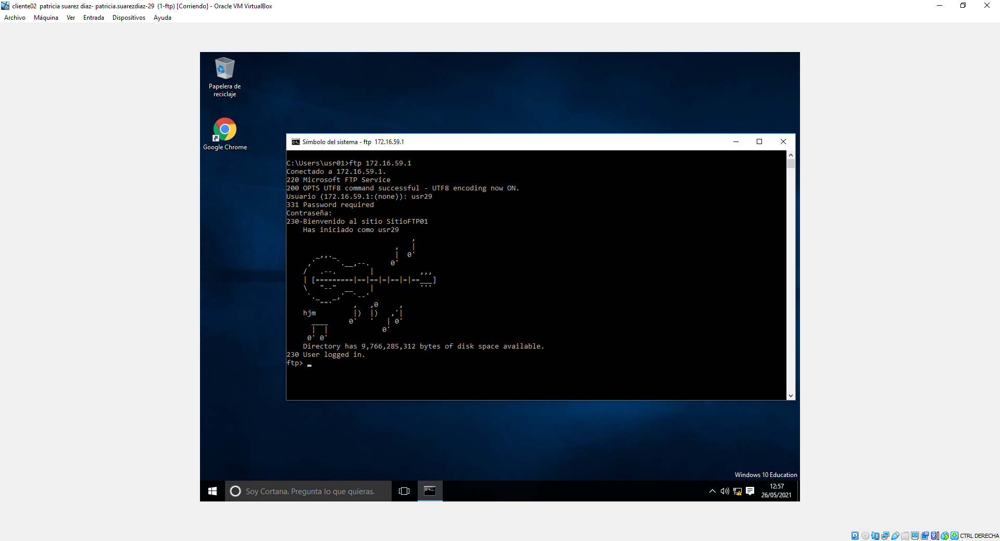 cliente02  patricia suarez diaz- patricia.suarezdiaz-29  (1-ftp) [Corriendo] - Oracle VM VirtualBox
Archivo Máquina Ver Entrada Dispositivos Ayuda
Papelera de
reciclaje
Google Chrome
Símbolo del sistema - ftp  172.16.59.1
C:\Users\usr01>ftp 172.16.59.1
Conectado a 172.16.59.1.
220 Microsoft FTP Service
200 OPTS UTF8 command successful - UTF8 encoding now ON.
Usuario (172.16.59.1:(none)): usr29
331 Password required
Contraseña:
230-Bienvenido al sitio SitioFTP01
    Has iniciado como usr29
                          ,
                      ,   |
       _,,._              |  0'
     ,'     `.__,--.     0'
    /   .--.        |           ,,,
    | [=========|==|==|=|==|=|==___]
    \   "--"  __    |           '''
     `._   _,'  `--'
        ""'     ,   ,0     ,
    hjm         |)  |)   ,'|
      ____     0'   '   | 0'
      |  |             0'
     0' 0'
    Directory has 9,766,285,312 bytes of disk space available.
230 User logged in.
ftp>
Windows 10 Education
Soy Cortana. Pregunta lo que quieras.
12:57
26/05/2021
CTRL DERECHA